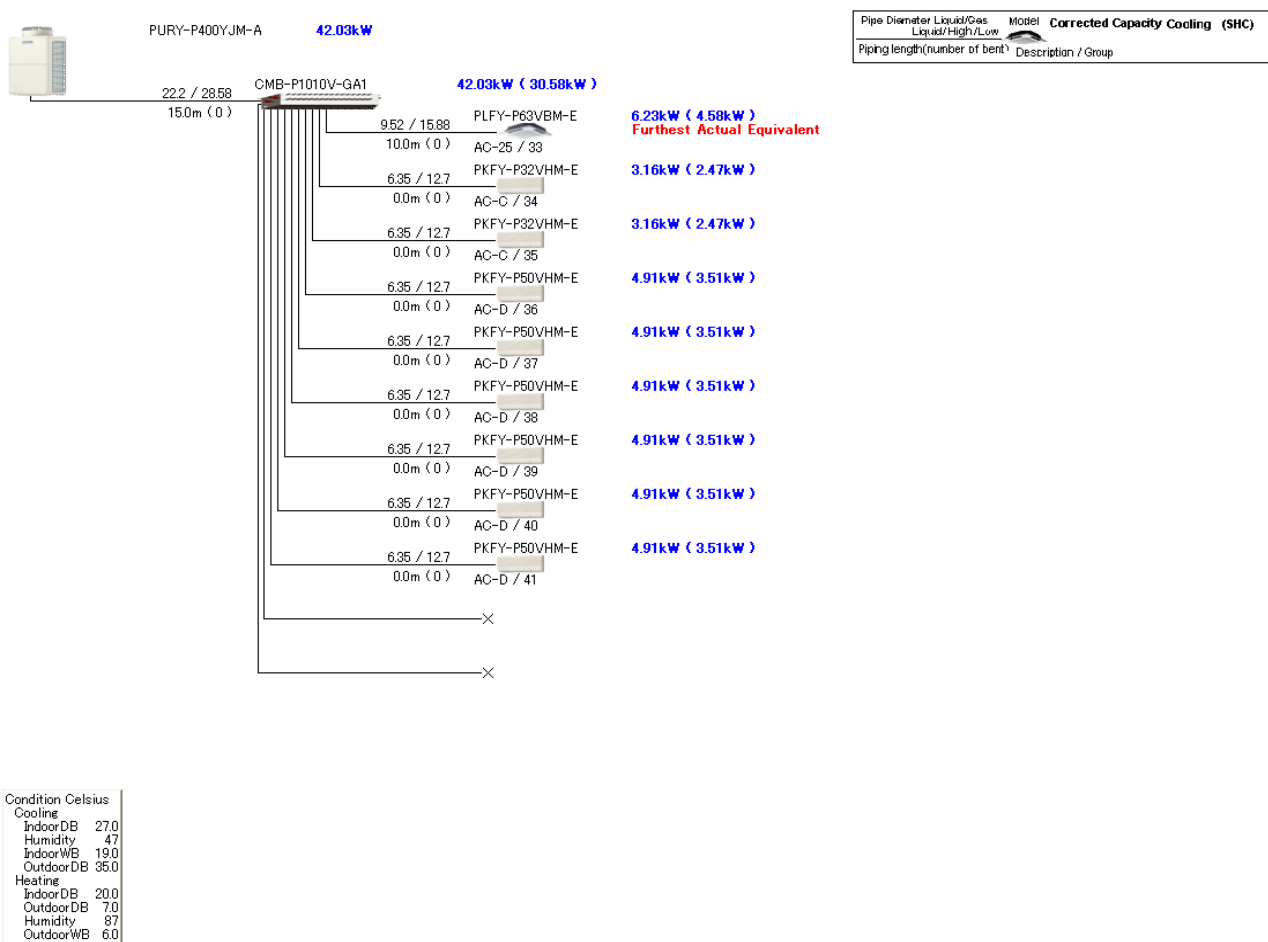 PURY-P400YJM-A 42.03kW
Pipe Diameter Liquid/Gas Model Corrected Capacity Cooling (SHC)
Liquid/High/Low
Piping length(number of bent) Description / Group
22.2 / 28.58 CMB-P1010V-GA1 42.03kW ( 30.58kW )
15.0m ( 0 )
9.52 / 15.88 PLFY-P63VBM-E 6.23kW ( 4.58kW )
Furthest Actual Equivalent
10.0m ( 0 ) AC-25 / 33
6.35 / 12.7 PKFY-P32VHM-E 3.16kW ( 2.47kW )
0.0m ( 0 ) AC-C / 34
6.35 / 12.7 PKFY-P32VHM-E 3.16kW ( 2.47kW )
0.0m ( 0 ) AC-C / 35
6.35 / 12.7 PKFY-P50VHM-E 4.91kW ( 3.51kW )
0.0m ( 0 ) AC-D / 36
6.35 / 12.7 PKFY-P50VHM-E 4.91kW ( 3.51kW )
0.0m ( 0 ) AC-D / 37
6.35 / 12.7 PKFY-P50VHM-E 4.91kW ( 3.51kW )
0.0m ( 0 ) AC-D / 38
6.35 / 12.7 PKFY-P50VHM-E 4.91kW ( 3.51kW )
0.0m ( 0 ) AC-D / 39
6.35 / 12.7 PKFY-P50VHM-E 4.91kW ( 3.51kW )
0.0m ( 0 ) AC-D / 40
6.35 / 12.7 PKFY-P50VHM-E 4.91kW ( 3.51kW )
0.0m ( 0 ) AC-D / 41
Condition Celsius
Cooling
IndoorDB 27.0
Humidity 47
IndoorWB 19.0
OutdoorDB 35.0
Heating
IndoorDB 20.0
OutdoorDB 7.0
Humidity 87
OutdoorWB 6.0